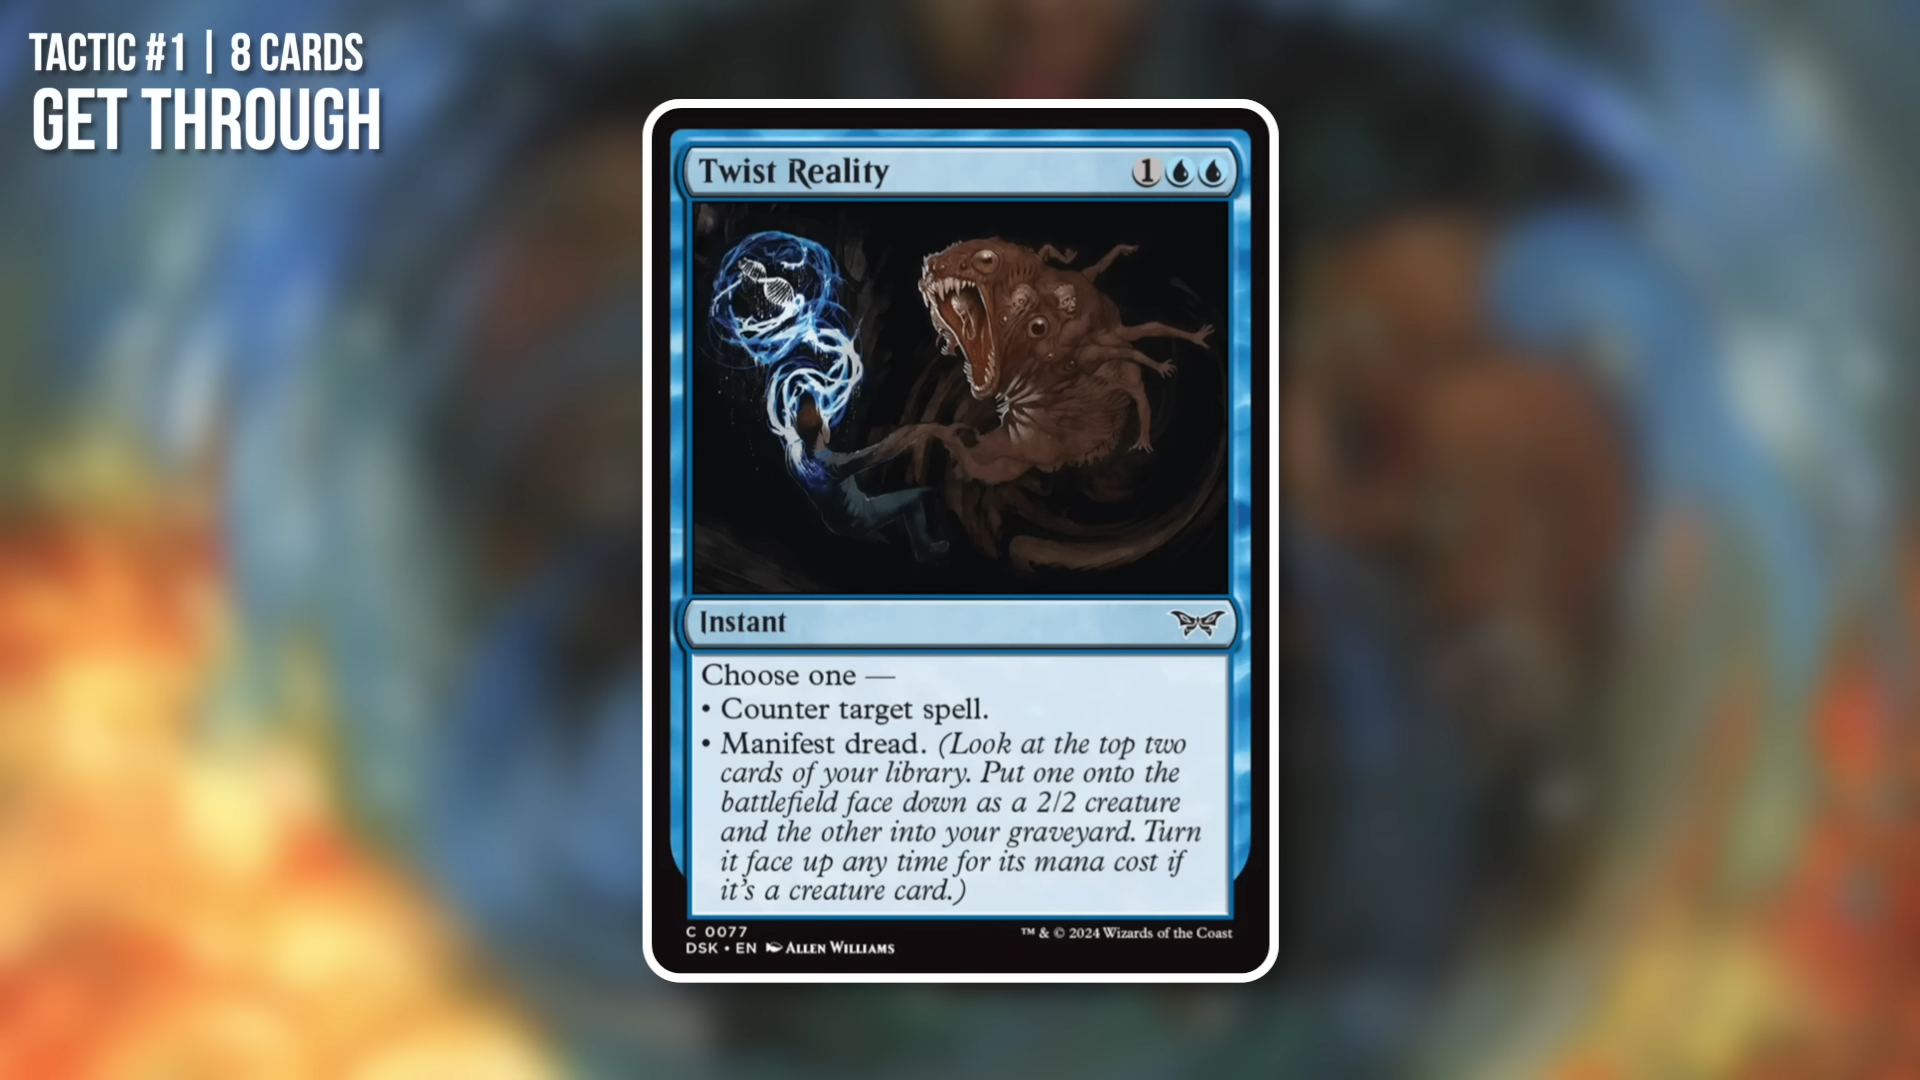 TACTIC #1 | 8 CARDS
GET THROUGH
Twist Reality 1
Instant
Choose one —
• Counter target spell.
• Manifest dread. (Look at the top two
cards of your library. Put one onto the
battlefield face down as a 2/2 creature
and the other into your graveyard. Turn
it face up any time for its mana cost if
it's a creature card.)
C 0077
DSK • EN ALLEN WILLIAMS
™ & © 2024 Wizards of the Coast